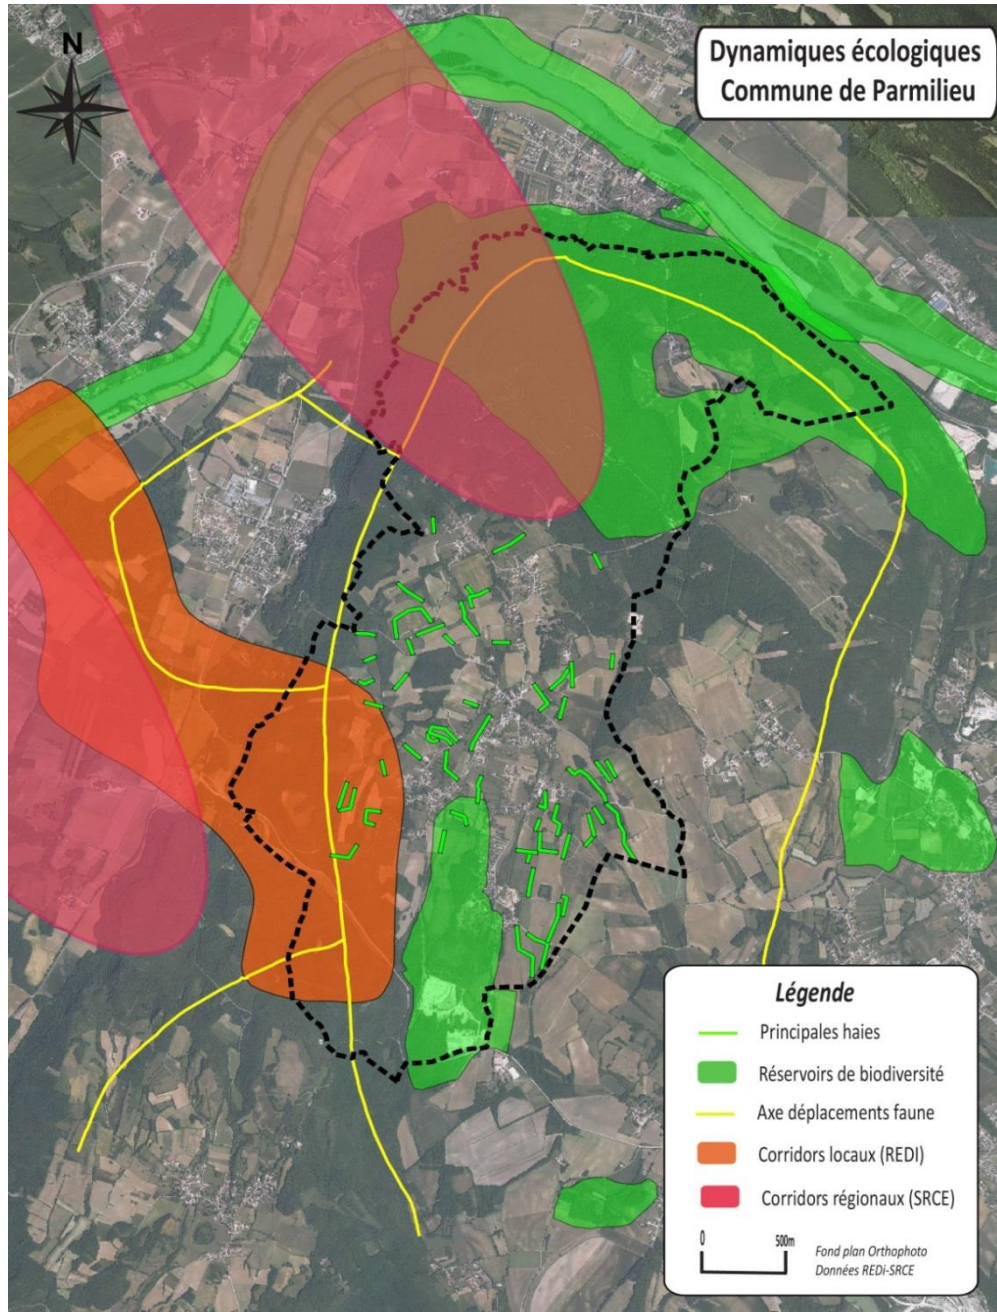 N
Dynamiques écologiques
Commune de Parmilieu
Légende
Principales haies
Réservoirs de biodiversité
Axe déplacements faune
Corridors locaux (REDI)
Corridors régionaux (SRCE)
0 500m
Fond plan Orthophoto
Données REDi-SRCE